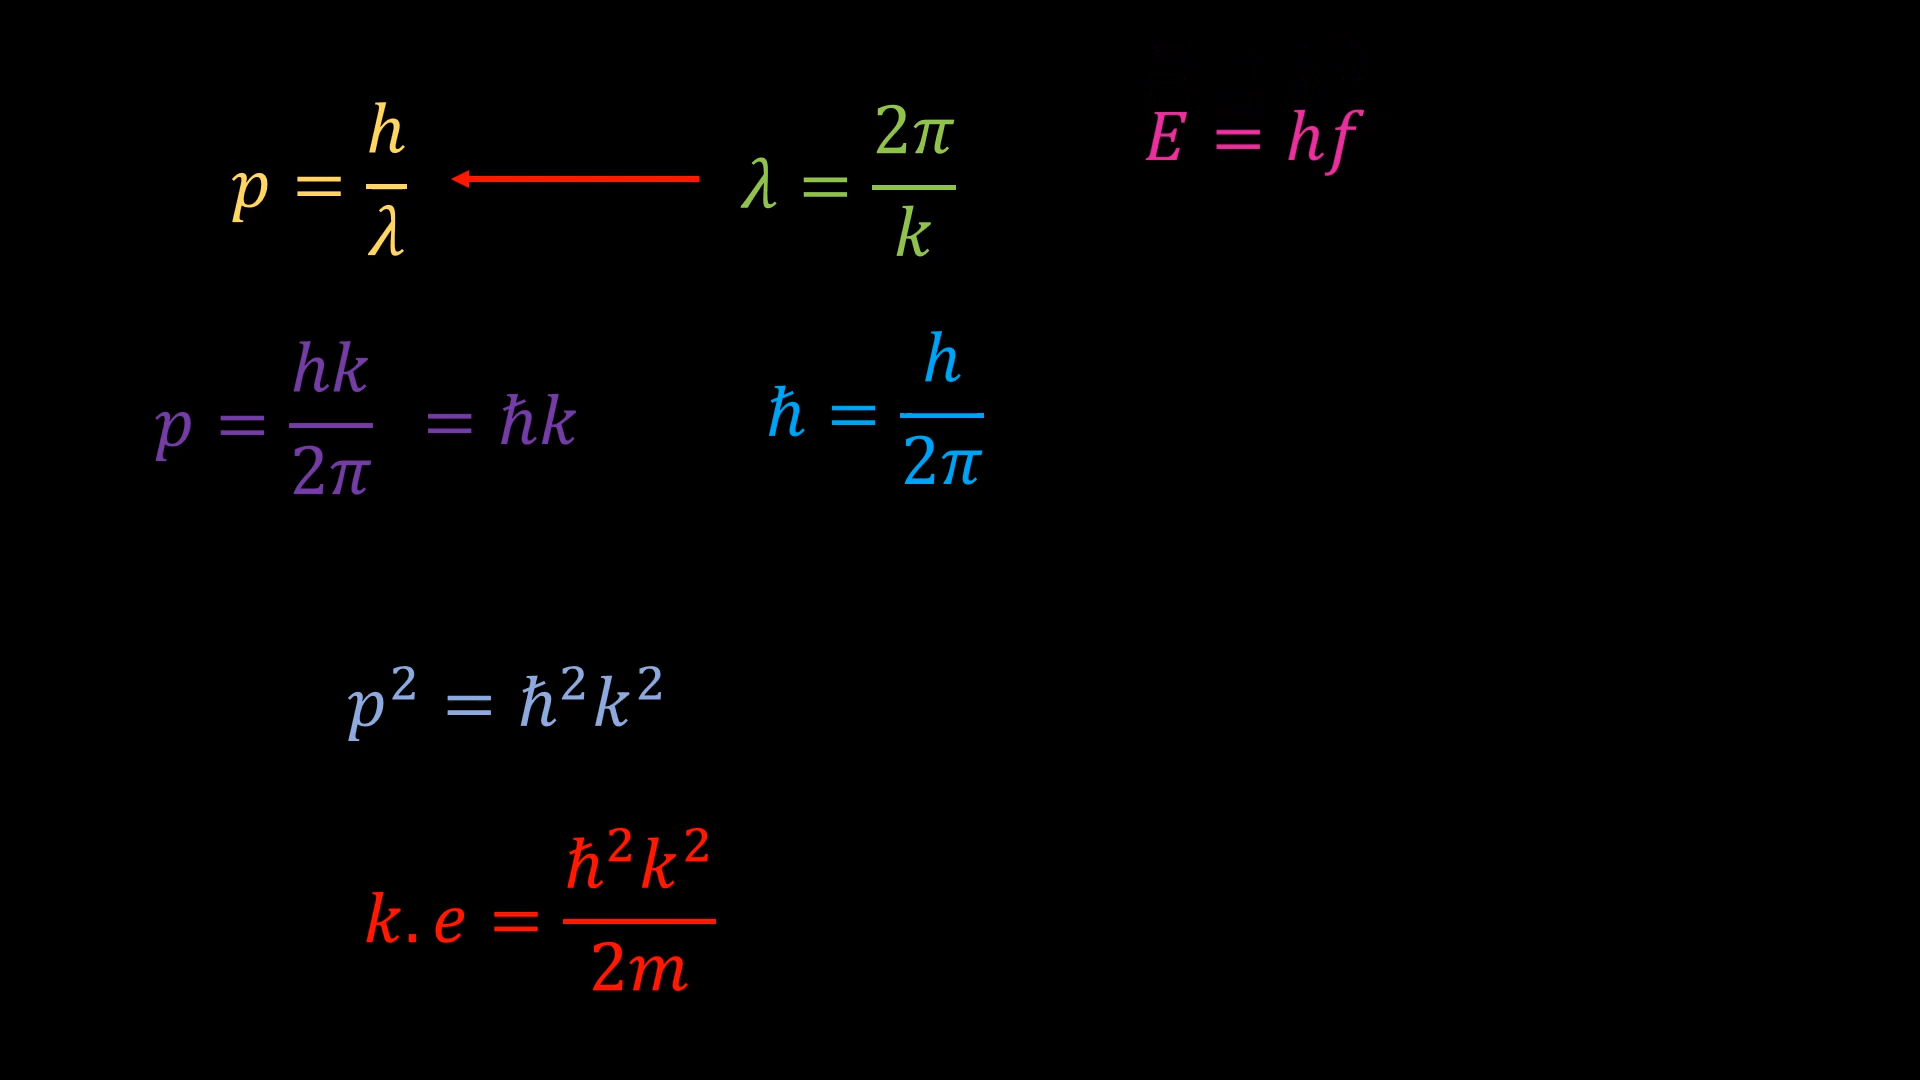 p = h/λ
λ = 2π/k
E = hf
p = hk/2π = ℏk
ℏ = h/2π
p² = ℏ²k²
k.e = ℏ²k²/2m